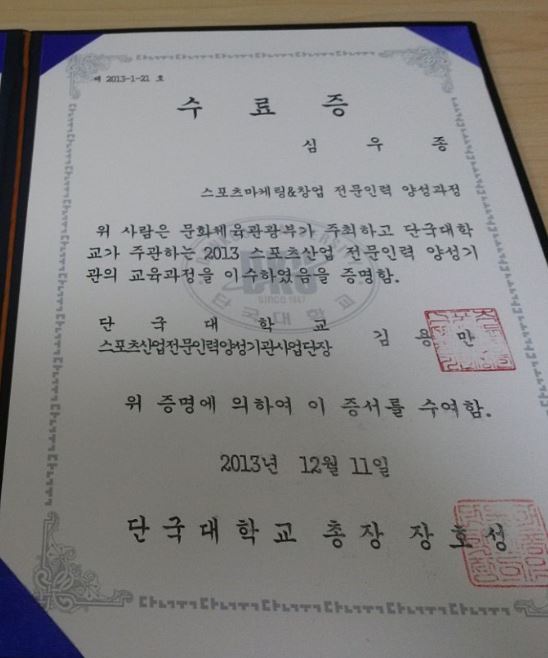 제 2013-1-21 호
수 료 증
심 우 종
스포츠마케팅&창업 전문인력 양성과정
위 사람은 문화체육관광부가 주최하고 단국대학
교가 주관하는 2013 스포츠산업 전문인력 양성기
관의 교육과정을 이수하였음을 증명함.
DKU
SINCE 1947
단국대학교
단 국 대 학 교
스포츠산업전문인력양성기관사업단장 김 용 만
위 증명에 의하여 이 증서를 수여함.
2013년 12월 11일
단국대학교 총장 장호성